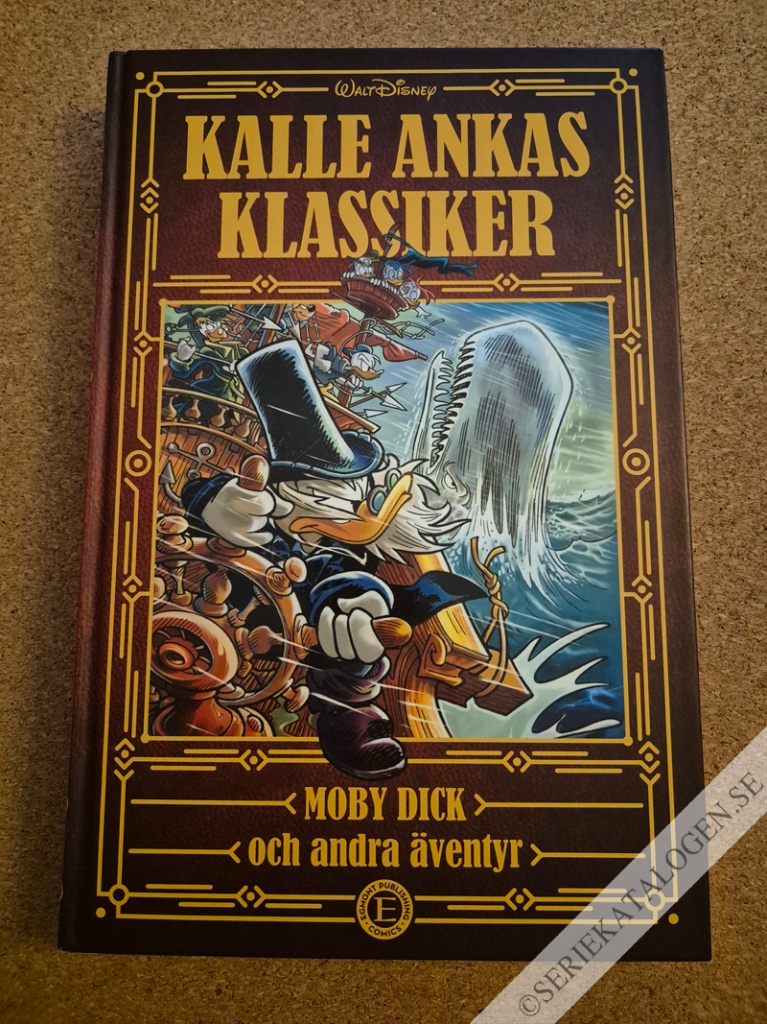 WALT DISNEY
KALLE ANKAS
KLASSIKER
MOBY DICK
och andra äventyr
EGMONT PUBLISHING
E
· COMICS ·
©SERIEKATALOGEN.SE